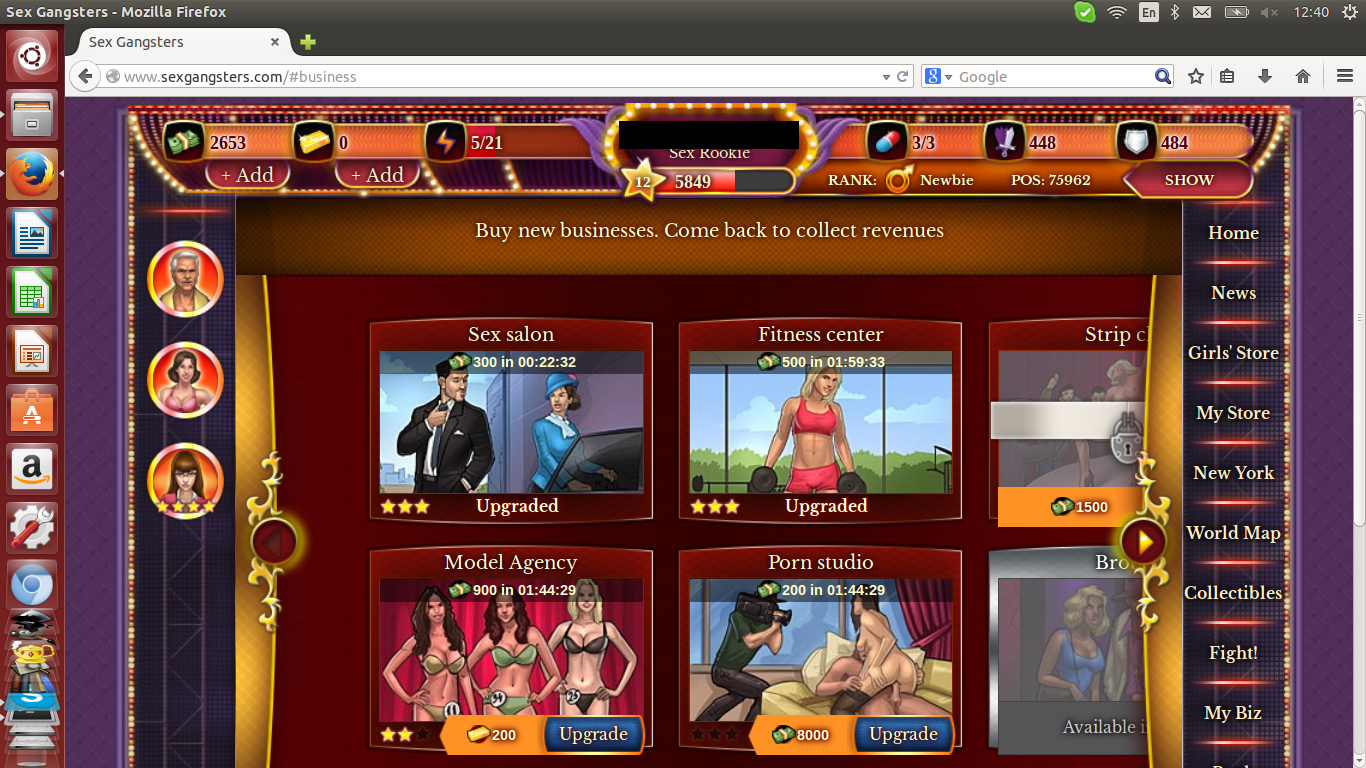 Sex Gangsters - Mozilla Firefox
En
12:40
Sex Gangsters
www.sexgangsters.com/#business
Google
2653
0
5/21
3/3
448
484
+ Add
+ Add
Sex Rookie
12
5849
RANK:
Newbie
POS: 75962
SHOW
Buy new businesses. Come back to collect revenues
Home
News
Girls' Store
My Store
New York
World Map
Collectibles
Fight!
My Biz
Sex salon
300 in 00:22:32
Upgraded
Fitness center
500 in 01:59:33
Upgraded
Strip cl
1500
Model Agency
900 in 01:44:29
200
Upgrade
Porn studio
200 in 01:44:29
8000
Upgrade
Bro
Available i